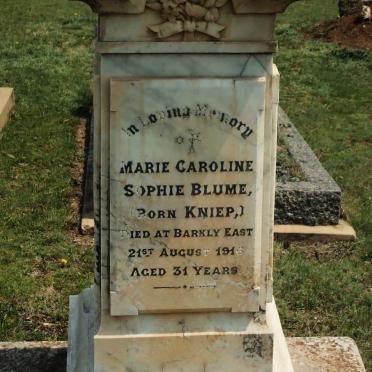 In Loving Memory
MARIE CAROLINE
SOPHIE BLUME,
(BORN KNIEP,)
DIED AT BARKLY EAST
21ST AUGUST
AGED 31 YEARS